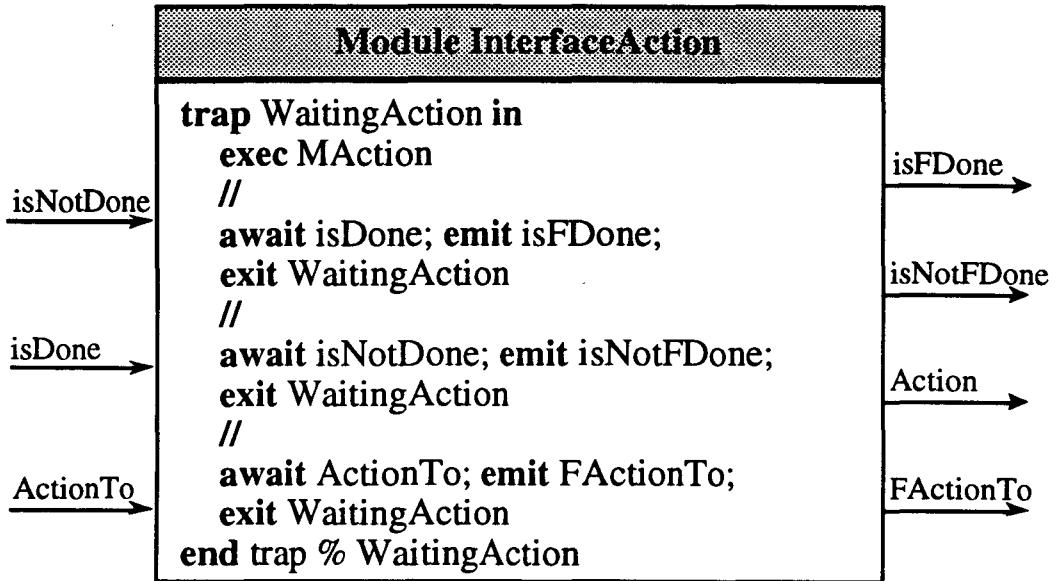 Module InterfaceAction
trap WaitingAction in
exec MAction
//
await isDone; emit isFDone;
exit WaitingAction
//
await isNotDone; emit isNotFDone;
exit WaitingAction
//
await ActionTo; emit FActionTo;
exit WaitingAction
end trap % WaitingAction
isNotDone
isDone
ActionTo
isFDone
isNotFDone
Action
FActionTo